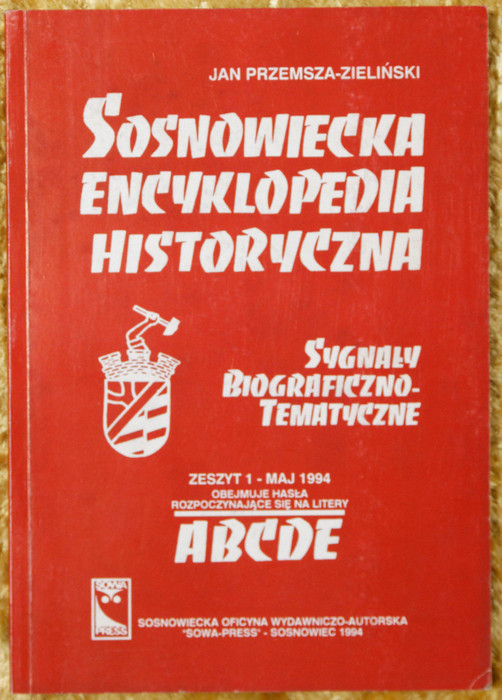 JAN PRZEMSZA-ZIELIŃSKI
SOSNOWIECKA
ENCYKLOPEDIA
HISTORYCZNA
SYGNAŁY
BIOGRAFICZNO-
TEMATYCZNE
ZESZYT 1 - MAJ 1994
OBEJMUJE HASŁA
ROZPOCZYNAJĄCE SIĘ NA LITERY
ABCDE
SOWA
PRESS
SOSNOWIECKA OFICYNA WYDAWNICZO-AUTORSKA
"SOWA-PRESS" - SOSNOWIEC 1994